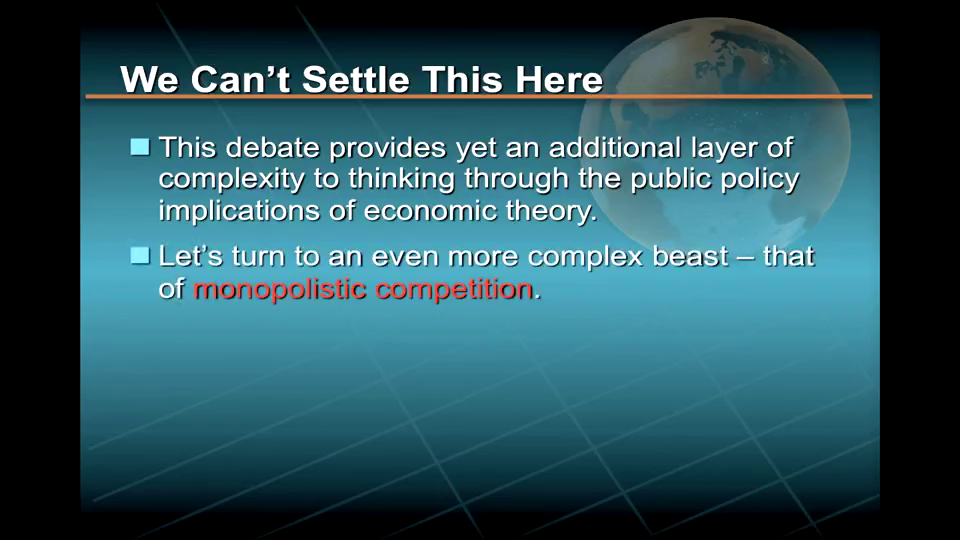 We Can’t Settle This Here
This debate provides yet an additional layer of
complexity to thinking through the public policy
implications of economic theory.
Let’s turn to an even more complex beast – that
of monopolistic competition.